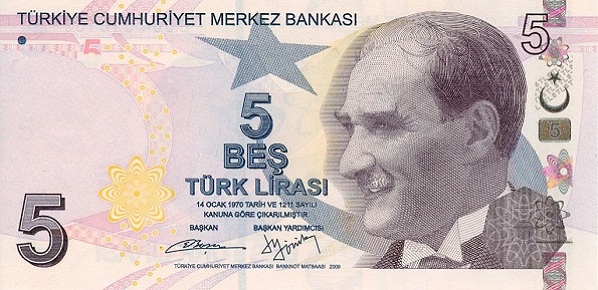 TÜRKİYE CUMHURİYET MERKEZ BANKASI
5
5
5
BEŞ
TÜRK LİRASI
14 OCAK 1970 TARİH VE 1211 SAYILI
KANUNA GÖRE ÇIKARILMIŞTIR
BAŞKAN BAŞKAN YARDIMCISI
5
5
TÜRKİYE CUMHURİYET MERKEZ BANKASI BANKNOT MATBAASI 2009